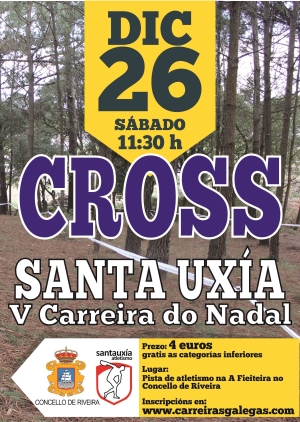 DIC
26
SÁBADO
11:30 h
CROSS
SANTA UXÍA
V Carreira do Nadal
Prezo: 4 euros
gratis as categorías inferiores
Lugar:
Pista de atletismo na A Fieiteira no
Concello de Riveira
Inscripcións en:
www.carreirasgalegas.com
CONCELLO DE RIVEIRA
santauxía
atletismo